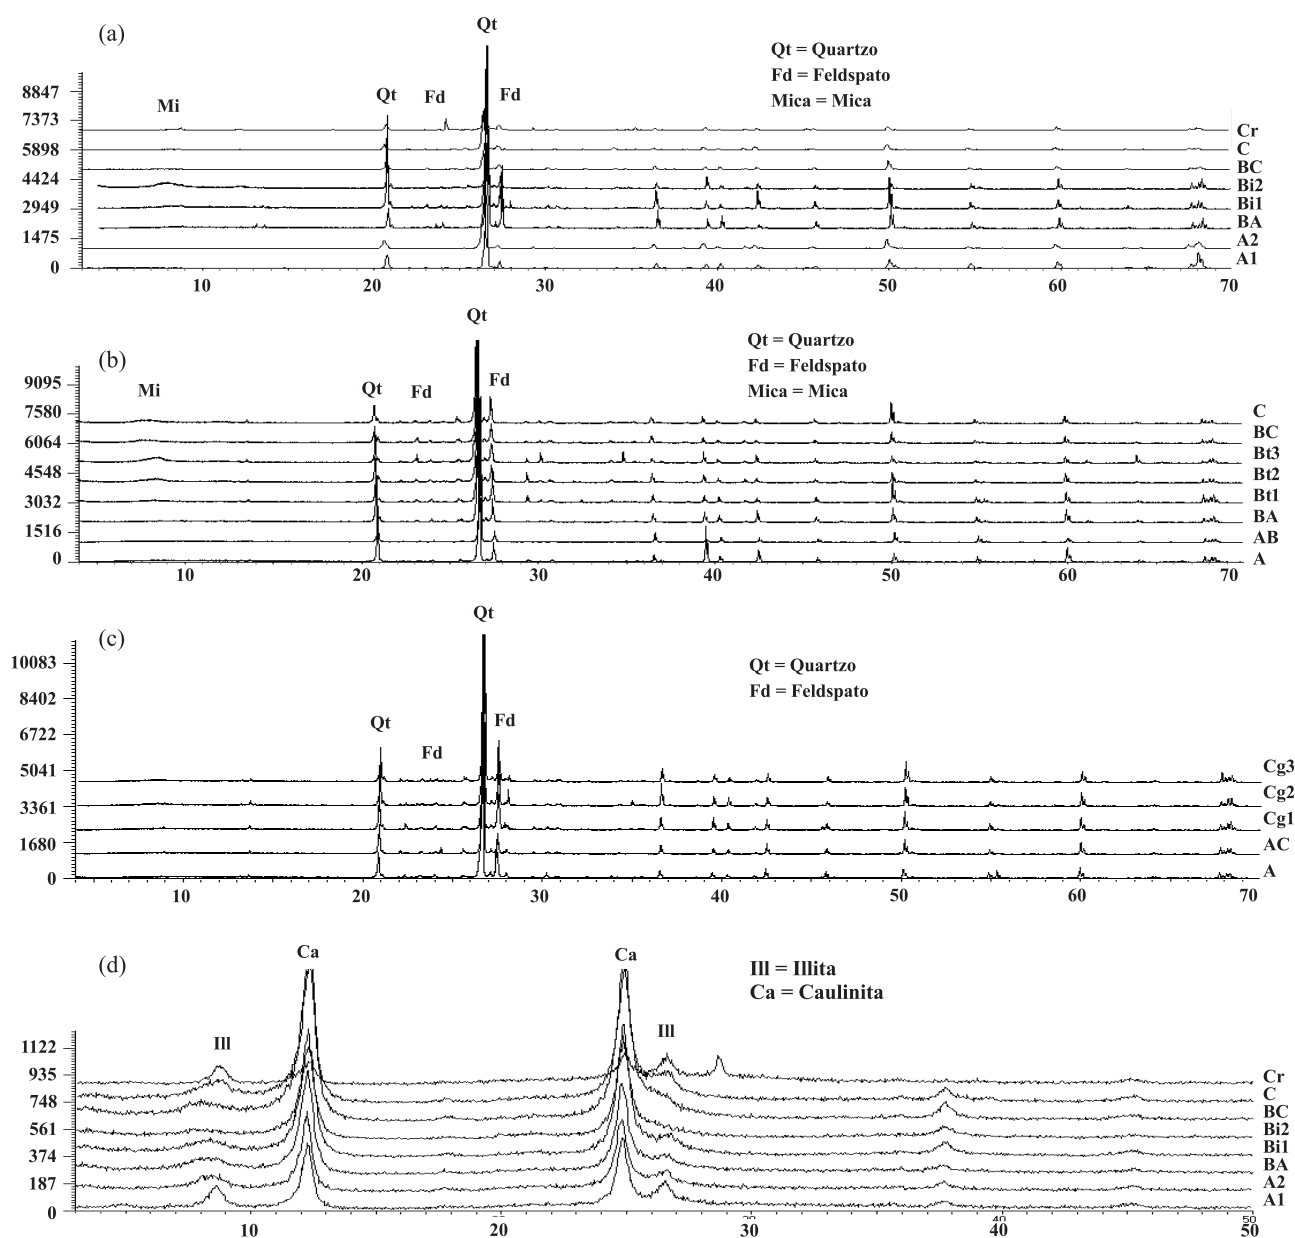 (a)
Qt
Qt = Quartzo
Fd = Feldspato
Mica = Mica
Mi
Qt
Fd
Fd
8847
7373
5898
4424
2949
1475
0
Cr
C
BC
Bi2
Bi1
BA
A2
A1
10 20 30 40 50 60 70
(b)
Qt
Qt = Quartzo
Fd = Feldspato
Mica = Mica
Mi
Qt
Fd
Fd
9095
7580
6064
4548
3032
1516
0
C
BC
Bt3
Bt2
Bt1
BA
AB
A
10 20 30 40 50 60 70
(c)
Qt
Qt = Quartzo
Fd = Feldspato
Qt
Fd
Fd
10083
8402
6722
5041
3361
1680
0
Cg3
Cg2
Cg1
AC
A
10 20 30 40 50 60 70
(d)
Ca
Ca
Ill = Illita
Ca = Caulinita
Ill
Ill
1122
935
748
561
374
187
0
Cr
C
BC
Bi2
Bi1
BA
A2
A1
10 20 30 40 50